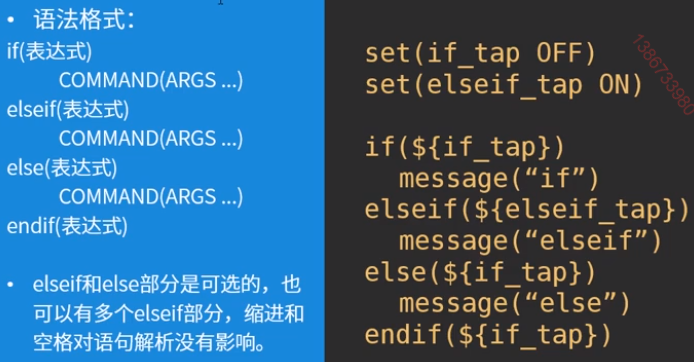 • 语法格式：
if(表达式)
COMMAND(ARGS ...)
elseif(表达式)
COMMAND(ARGS ...)
else(表达式)
COMMAND(ARGS ...)
endif(表达式)
• elseif和else部分是可选的，也
可以有多个elseif部分，缩进和
空格对语句解析没有影响。
set(if_tap OFF)
set(elseif_tap ON)
if(${if_tap})
message(“if”)
elseif(${elseif_tap})
message(“elseif”)
else(${if_tap})
message(“else”)
endif(${if_tap})
1386733980